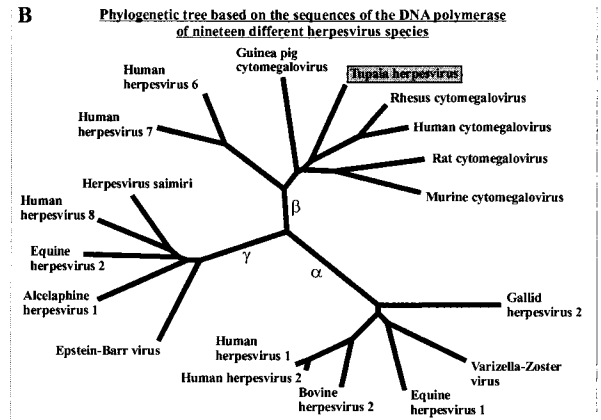 B
Phylogenetic tree based on the sequences of the DNA polymerase
of nineteen different herpesvirus species
Guinea pig
cytomegalovirus
Tupaia herpesvirus
Human
herpesvirus 6
Rhesus cytomegalovirus
Human
herpesvirus 7
Human cytomegalovirus
Rat cytomegalovirus
Herpesvirus saimiri
Murine cytomegalovirus
Human
herpesvirus 8
β
Equine
herpesvirus 2
γ
α
Alcelaphine
herpesvirus 1
Gallid
herpesvirus 2
Epstein-Barr virus
Human
herpesvirus 1
Human herpesvirus 2
Varizella-Zoster
virus
Bovine
herpesvirus 2
Equine
herpesvirus 1